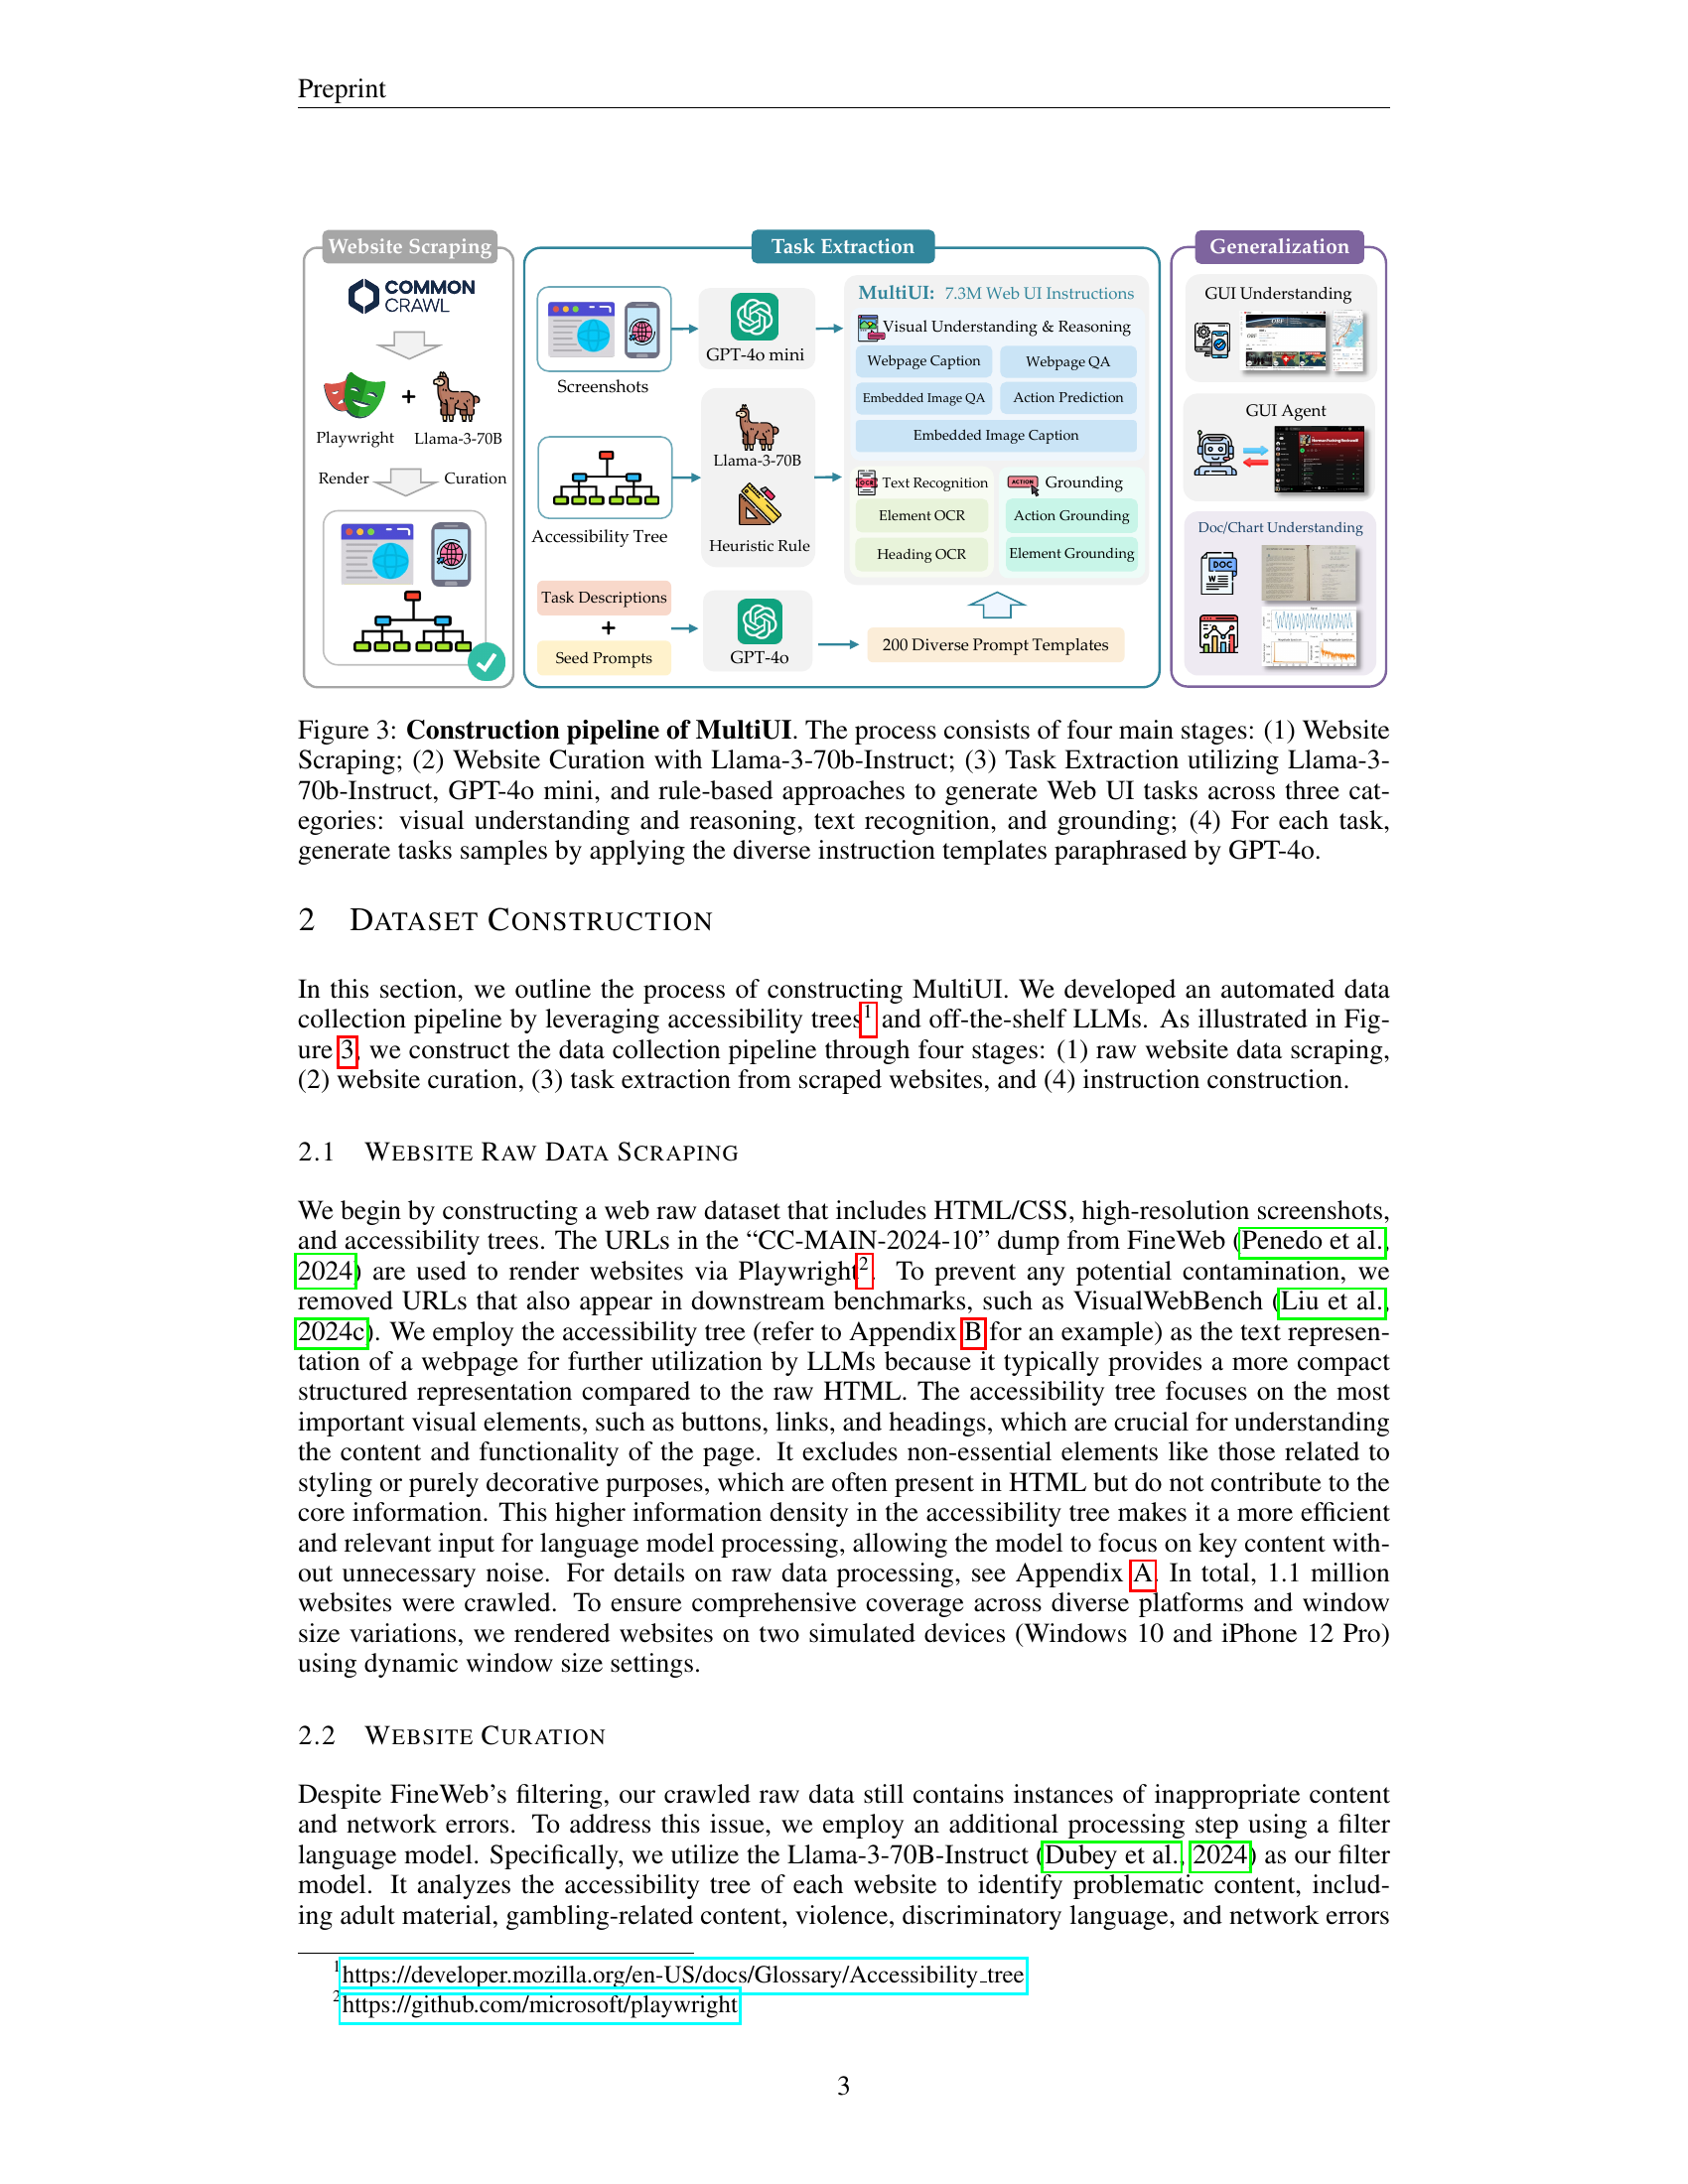 Preprint
Website Scraping
COMMON
CRAWL
Playwright
+
Llama-3-70B
Render
Curation
Task Extraction
Screenshots
GPT-4o mini
Accessibility Tree
Llama-3-70B
Heuristic Rule
Task Descriptions
+
Seed Prompts
GPT-4o
MultiUI: 7.3M Web UI Instructions
Visual Understanding & Reasoning
Webpage Caption
Webpage QA
Embedded Image QA
Action Prediction
Embedded Image Caption
OCR
Text Recognition
Element OCR
Heading OCR
ACTION
Grounding
Action Grounding
Element Grounding
200 Diverse Prompt Templates
Generalization
GUI Understanding
GUI Agent
Doc/Chart Understanding
DOC
W
Figure 3: Construction pipeline of MultiUI. The process consists of four main stages: (1) Website
Scraping; (2) Website Curation with Llama-3-70b-Instruct; (3) Task Extraction utilizing Llama-3-
70b-Instruct, GPT-4o mini, and rule-based approaches to generate Web UI tasks across three cat-
egories: visual understanding and reasoning, text recognition, and grounding; (4) For each task,
generate tasks samples by applying the diverse instruction templates paraphrased by GPT-4o.
2 DATASET CONSTRUCTION
In this section, we outline the process of constructing MultiUI. We developed an automated data
collection pipeline by leveraging accessibility trees1 and off-the-shelf LLMs. As illustrated in Fig-
ure 3, we construct the data collection pipeline through four stages: (1) raw website data scraping,
(2) website curation, (3) task extraction from scraped websites, and (4) instruction construction.
2.1 WEBSITE RAW DATA SCRAPING
We begin by constructing a web raw dataset that includes HTML/CSS, high-resolution screenshots,
and accessibility trees. The URLs in the “CC-MAIN-2024-10” dump from FineWeb (Penedo et al.,
2024) are used to render websites via Playwright2. To prevent any potential contamination, we
removed URLs that also appear in downstream benchmarks, such as VisualWebBench (Liu et al.,
2024c). We employ the accessibility tree (refer to Appendix B for an example) as the text represen-
tation of a webpage for further utilization by LLMs because it typically provides a more compact
structured representation compared to the raw HTML. The accessibility tree focuses on the most
important visual elements, such as buttons, links, and headings, which are crucial for understanding
the content and functionality of the page. It excludes non-essential elements like those related to
styling or purely decorative purposes, which are often present in HTML but do not contribute to the
core information. This higher information density in the accessibility tree makes it a more efficient
and relevant input for language model processing, allowing the model to focus on key content with-
out unnecessary noise. For details on raw data processing, see Appendix A. In total, 1.1 million
websites were crawled. To ensure comprehensive coverage across diverse platforms and window
size variations, we rendered websites on two simulated devices (Windows 10 and iPhone 12 Pro)
using dynamic window size settings.
2.2 WEBSITE CURATION
Despite FineWeb’s filtering, our crawled raw data still contains instances of inappropriate content
and network errors. To address this issue, we employ an additional processing step using a filter
language model. Specifically, we utilize the Llama-3-70B-Instruct (Dubey et al., 2024) as our filter
model. It analyzes the accessibility tree of each website to identify problematic content, includ-
ing adult material, gambling-related content, violence, discriminatory language, and network errors
1https://developer.mozilla.org/en-US/docs/Glossary/Accessibility_tree
2https://github.com/microsoft/playwright
3